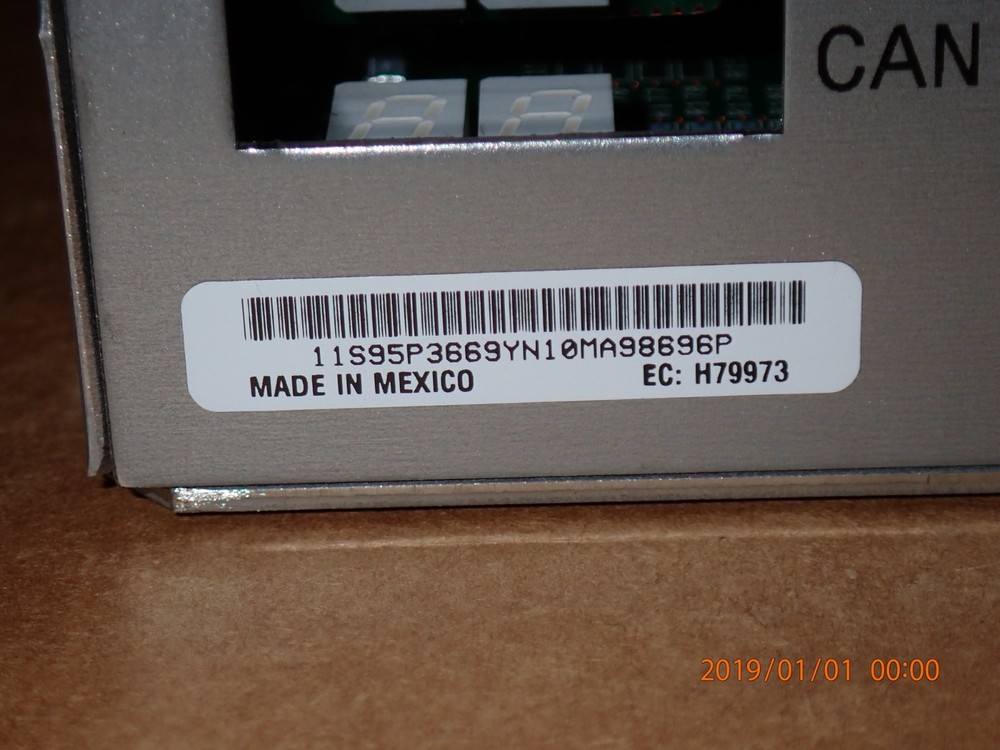 CAN
11S95P3669YN10MA98696P
MADE IN MEXICO
EC: H79973
2019/01/01 00:00